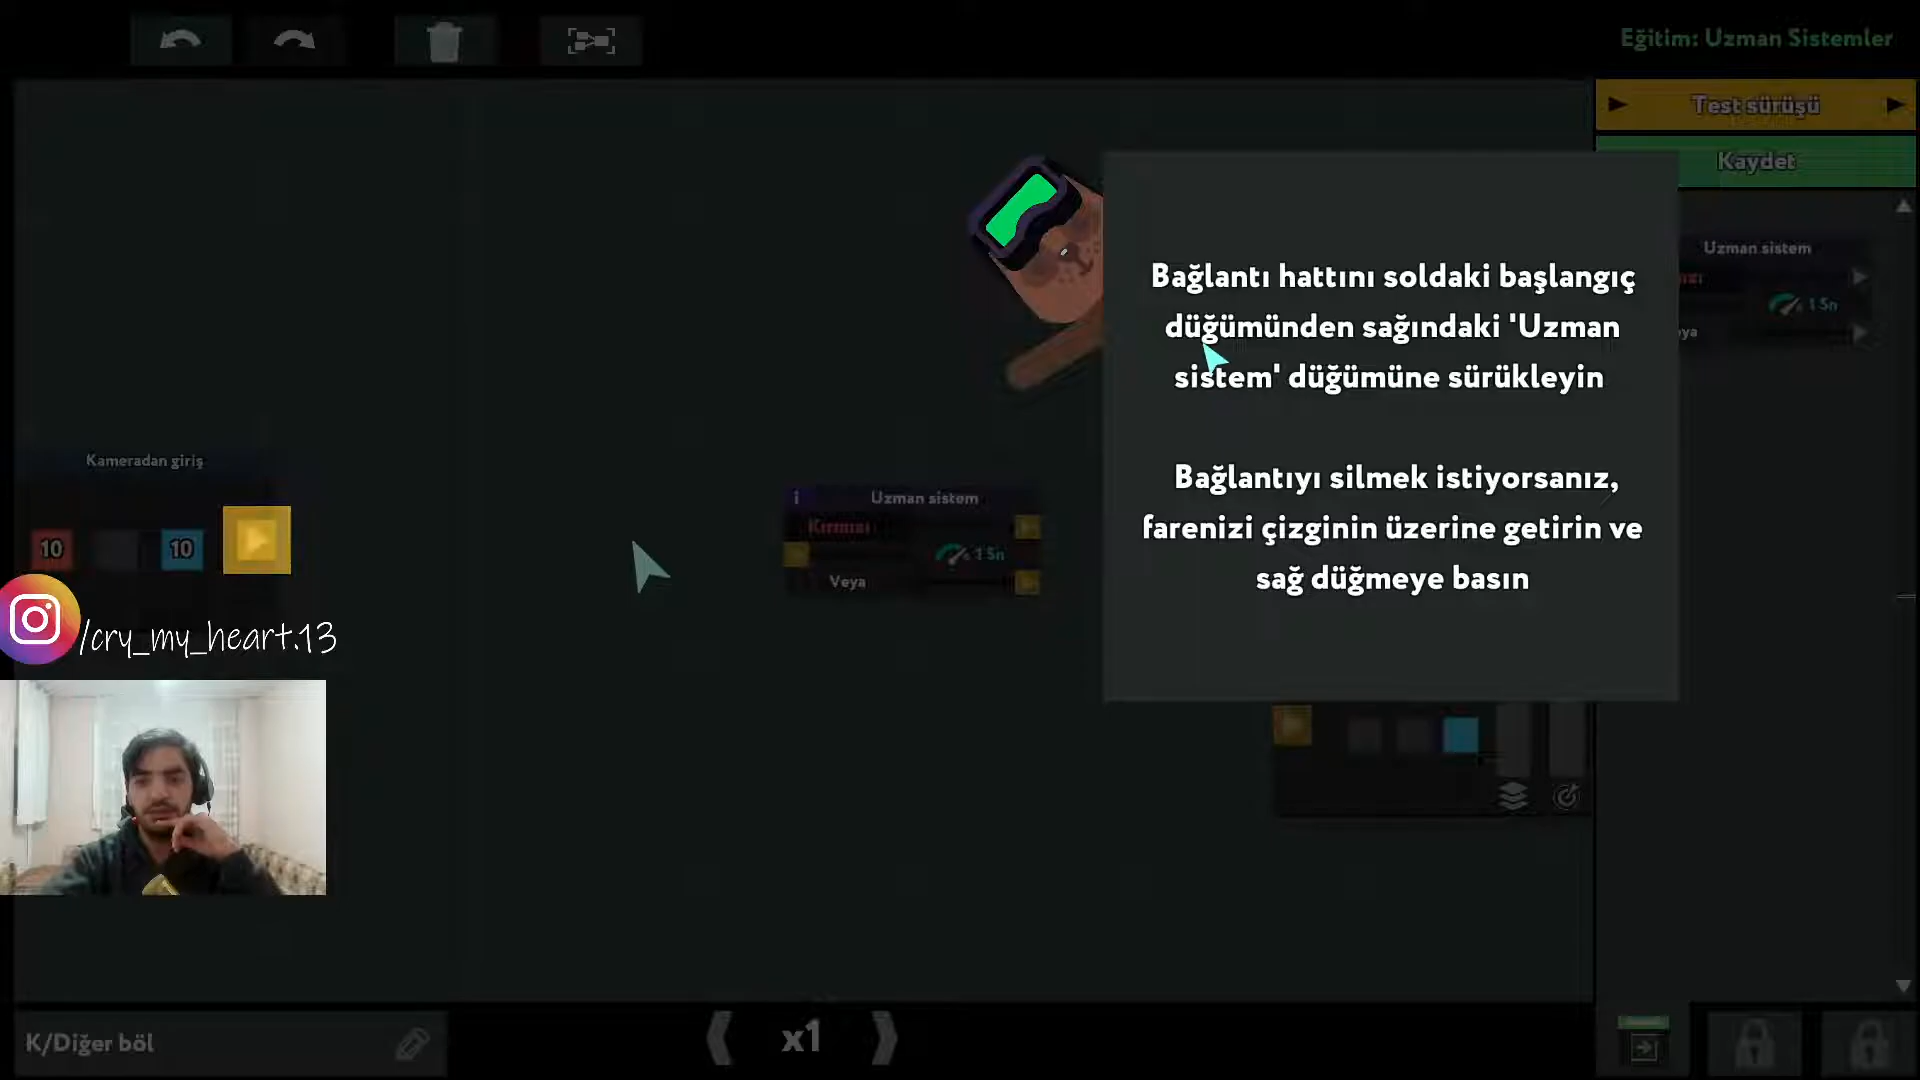 Eğitim: Uzman Sistemler
Test sürüşü
Kaydet
Bağlantı hattını soldaki başlangıç
düğümünden sağındaki 'Uzman
sistem' düğümüne sürükleyin
Bağlantıyı silmek istiyorsanız,
farenizi çizginin üzerine getirin ve
sağ düğmeye basın
Uzman sistem
1 Sn
Kameradan giriş
10
10
i
Uzman sistem
Kırmızı
1 Sn
Veya
/cry_my_heart.13
K/Diğer böl
x1